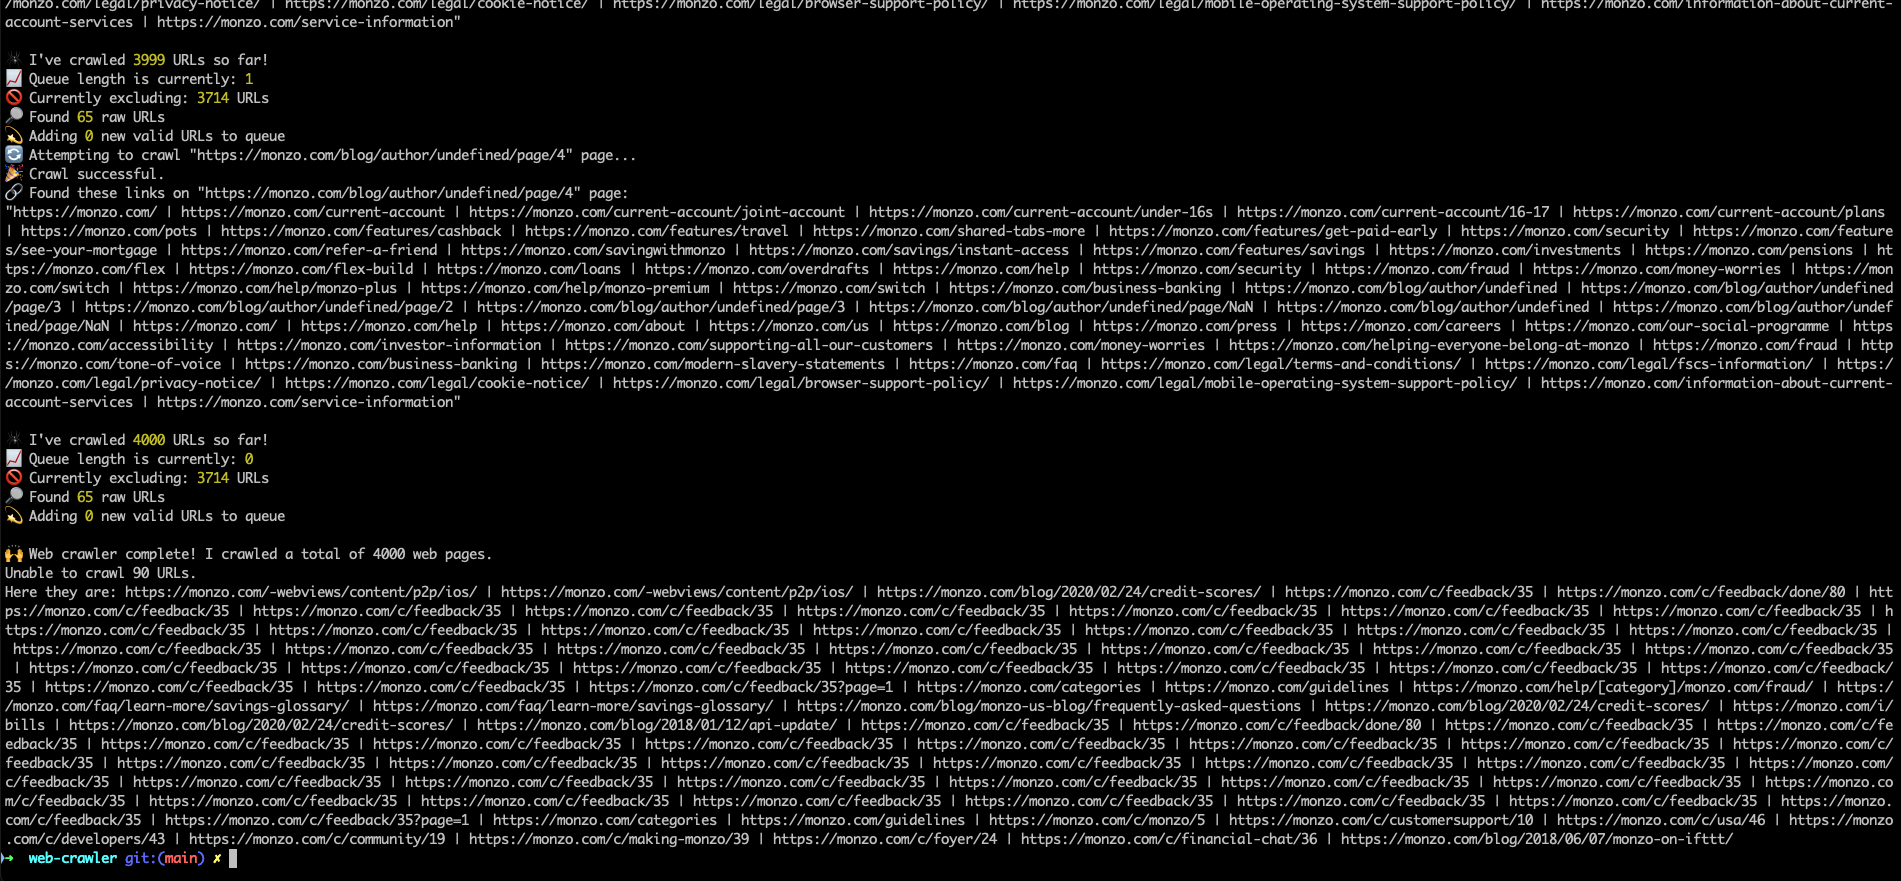 /monzo.com/legal/privacy-notice/ | https://monzo.com/legal/cookie-notice/ | https://monzo.com/legal/browser-support-policy/ | https://monzo.com/legal/mobile-operating-system-support-policy/ | https://monzo.com/information-about-current-
account-services | https://monzo.com/service-information"
I've crawled 3999 URLs so far!
Queue length is currently: 1
Currently excluding: 3714 URLs
Found 65 raw URLs
Adding 0 new valid URLs to queue
Attempting to crawl "https://monzo.com/blog/author/undefined/page/4" page...
Crawl successful.
Found these links on "https://monzo.com/blog/author/undefined/page/4" page:
"https://monzo.com/ | https://monzo.com/current-account | https://monzo.com/current-account/joint-account | https://monzo.com/current-account/under-16s | https://monzo.com/current-account/16-17 | https://monzo.com/current-account/plans
| https://monzo.com/pots | https://monzo.com/features/cashback | https://monzo.com/features/travel | https://monzo.com/shared-tabs-more | https://monzo.com/features/get-paid-early | https://monzo.com/security | https://monzo.com/feature
s/see-your-mortgage | https://monzo.com/refer-a-friend | https://monzo.com/savingwithmonzo | https://monzo.com/savings/instant-access | https://monzo.com/features/savings | https://monzo.com/investments | https://monzo.com/pensions | ht
tps://monzo.com/flex | https://monzo.com/flex-build | https://monzo.com/loans | https://monzo.com/overdrafts | https://monzo.com/help | https://monzo.com/security | https://monzo.com/fraud | https://monzo.com/money-worries | https://mon
zo.com/switch | https://monzo.com/help/monzo-plus | https://monzo.com/help/monzo-premium | https://monzo.com/switch | https://monzo.com/business-banking | https://monzo.com/blog/author/undefined | https://monzo.com/blog/author/undefined
/page/3 | https://monzo.com/blog/author/undefined/page/2 | https://monzo.com/blog/author/undefined/page/3 | https://monzo.com/blog/author/undefined/page/NaN | https://monzo.com/blog/author/undefined | https://monzo.com/blog/author/undef
ined/page/NaN | https://monzo.com/ | https://monzo.com/help | https://monzo.com/about | https://monzo.com/us | https://monzo.com/blog | https://monzo.com/press | https://monzo.com/careers | https://monzo.com/our-social-programme | https
://monzo.com/accessibility | https://monzo.com/investor-information | https://monzo.com/supporting-all-our-customers | https://monzo.com/money-worries | https://monzo.com/helping-everyone-belong-at-monzo | https://monzo.com/fraud | http
s://monzo.com/tone-of-voice | https://monzo.com/business-banking | https://monzo.com/modern-slavery-statements | https://monzo.com/faq | https://monzo.com/legal/terms-and-conditions/ | https://monzo.com/legal/fscs-information/ | https:/
/monzo.com/legal/privacy-notice/ | https://monzo.com/legal/cookie-notice/ | https://monzo.com/legal/browser-support-policy/ | https://monzo.com/legal/mobile-operating-system-support-policy/ | https://monzo.com/information-about-current-
account-services | https://monzo.com/service-information"
I've crawled 4000 URLs so far!
Queue length is currently: 0
Currently excluding: 3714 URLs
Found 65 raw URLs
Adding 0 new valid URLs to queue
Web crawler complete! I crawled a total of 4000 web pages.
Unable to crawl 90 URLs.
Here they are: https://monzo.com/-webviews/content/p2p/ios/ | https://monzo.com/-webviews/content/p2p/ios/ | https://monzo.com/blog/2020/02/24/credit-scores/ | https://monzo.com/c/feedback/35 | https://monzo.com/c/feedback/done/80 | htt
ps://monzo.com/c/feedback/35 | https://monzo.com/c/feedback/35 | https://monzo.com/c/feedback/35 | https://monzo.com/c/feedback/35 | https://monzo.com/c/feedback/35 | https://monzo.com/c/feedback/35 | https://monzo.com/c/feedback/35 | h
ttps://monzo.com/c/feedback/35 | https://monzo.com/c/feedback/35 | https://monzo.com/c/feedback/35 | https://monzo.com/c/feedback/35 | https://monzo.com/c/feedback/35 | https://monzo.com/c/feedback/35 | https://monzo.com/c/feedback/35 |
https://monzo.com/c/feedback/35 | https://monzo.com/c/feedback/35 | https://monzo.com/c/feedback/35 | https://monzo.com/c/feedback/35 | https://monzo.com/c/feedback/35 | https://monzo.com/c/feedback/35 | https://monzo.com/c/feedback/35
| https://monzo.com/c/feedback/35 | https://monzo.com/c/feedback/35 | https://monzo.com/c/feedback/35 | https://monzo.com/c/feedback/35 | https://monzo.com/c/feedback/35 | https://monzo.com/c/feedback/35 | https://monzo.com/c/feedback/
35 | https://monzo.com/c/feedback/35 | https://monzo.com/c/feedback/35 | https://monzo.com/c/feedback/35?page=1 | https://monzo.com/categories | https://monzo.com/guidelines | https://monzo.com/help/[category]/monzo.com/fraud/ | https:/
/monzo.com/faq/learn-more/savings-glossary/ | https://monzo.com/faq/learn-more/savings-glossary/ | https://monzo.com/blog/monzo-us-blog/frequently-asked-questions | https://monzo.com/blog/2020/02/24/credit-scores/ | https://monzo.com/i/
bills | https://monzo.com/blog/2020/02/24/credit-scores/ | https://monzo.com/blog/2018/01/12/api-update/ | https://monzo.com/c/feedback/35 | https://monzo.com/c/feedback/done/80 | https://monzo.com/c/feedback/35 | https://monzo.com/c/fe
edback/35 | https://monzo.com/c/feedback/35 | https://monzo.com/c/feedback/35 | https://monzo.com/c/feedback/35 | https://monzo.com/c/feedback/35 | https://monzo.com/c/feedback/35 | https://monzo.com/c/feedback/35 | https://monzo.com/c/
feedback/35 | https://monzo.com/c/feedback/35 | https://monzo.com/c/feedback/35 | https://monzo.com/c/feedback/35 | https://monzo.com/c/feedback/35 | https://monzo.com/c/feedback/35 | https://monzo.com/c/feedback/35 | https://monzo.com/
c/feedback/35 | https://monzo.com/c/feedback/35 | https://monzo.com/c/feedback/35 | https://monzo.com/c/feedback/35 | https://monzo.com/c/feedback/35 | https://monzo.com/c/feedback/35 | https://monzo.com/c/feedback/35 | https://monzo.co
m/c/feedback/35 | https://monzo.com/c/feedback/35 | https://monzo.com/c/feedback/35 | https://monzo.com/c/feedback/35 | https://monzo.com/c/feedback/35 | https://monzo.com/c/feedback/35 | https://monzo.com/c/feedback/35 | https://monzo.
com/c/feedback/35 | https://monzo.com/c/feedback/35?page=1 | https://monzo.com/categories | https://monzo.com/guidelines | https://monzo.com/c/monzo/5 | https://monzo.com/c/customersupport/10 | https://monzo.com/c/usa/46 | https://monzo
.com/c/developers/43 | https://monzo.com/c/community/19 | https://monzo.com/c/making-monzo/39 | https://monzo.com/c/foyer/24 | https://monzo.com/c/financial-chat/36 | https://monzo.com/blog/2018/06/07/monzo-on-ifttt/
➜ web-crawler git:(main) ✗